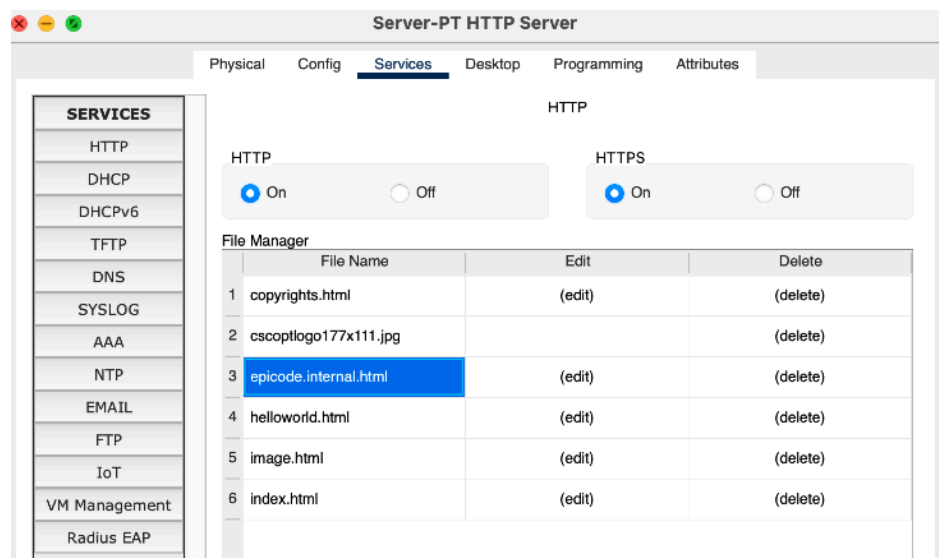 Server-PT HTTP Server
Physical Config Services Desktop Programming Attributes
SERVICES
HTTP
DHCP
DHCPv6
TFTP
DNS
SYSLOG
AAA
NTP
EMAIL
FTP
IoT
VM Management
Radius EAP
HTTP
HTTP
On Off
HTTPS
On Off
File Manager
File Name Edit Delete
1 copyrights.html (edit) (delete)
2 cscoptlogo177x111.jpg (delete)
3 epicode.internal.html (edit) (delete)
4 helloworld.html (edit) (delete)
5 image.html (edit) (delete)
6 index.html (edit) (delete)